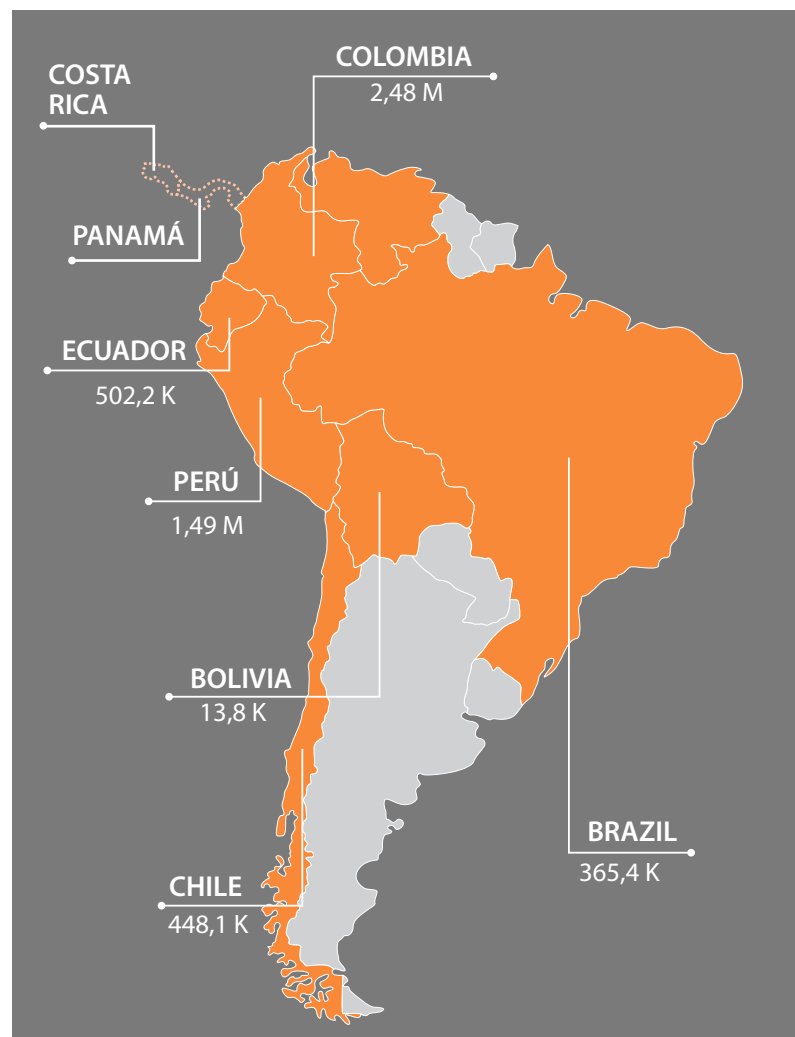 COLOMBIA
2,48 M
COSTA
RICA
PANAMÁ
ECUADOR
502,2 K
PERÚ
1,49 M
BOLIVIA
13,8 K
BRAZIL
365,4 K
CHILE
448,1 K